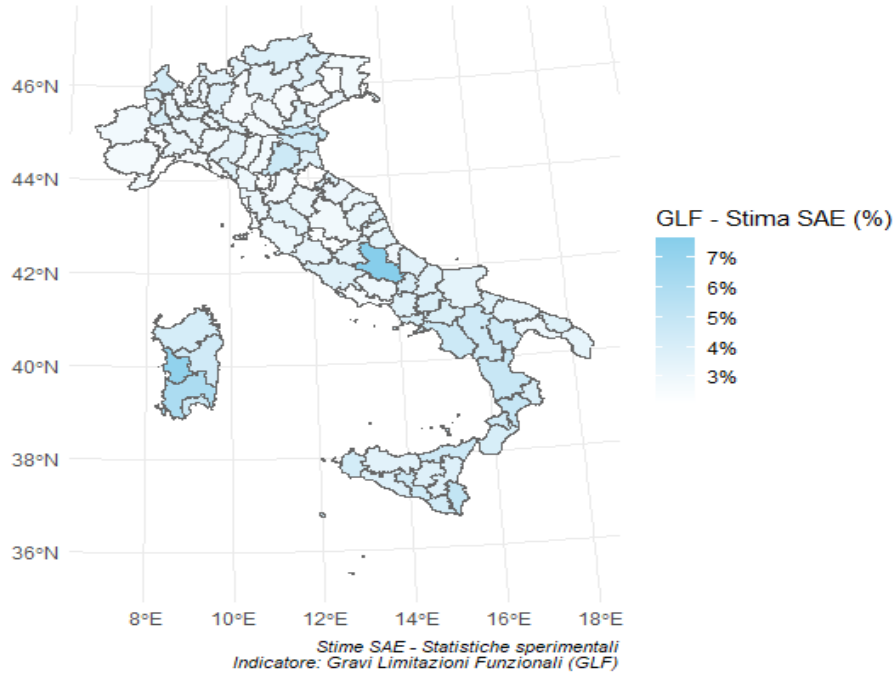 46°N
44°N
42°N
40°N
38°N
36°N
8°E 10°E 12°E 14°E 16°E 18°E
GLF - Stima SAE (%)
7%
6%
5%
4%
3%
Stime SAE - Statistiche sperimentali
Indicatore: Gravi Limitazioni Funzionali (GLF)